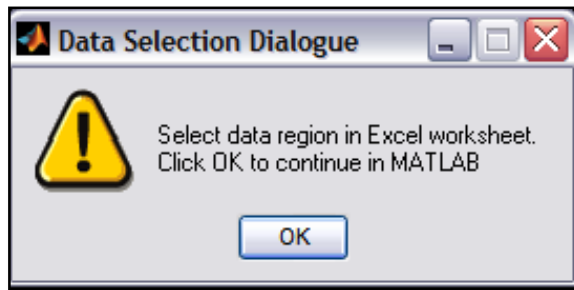 Data Selection Dialogue
Select data region in Excel worksheet.
Click OK to continue in MATLAB
OK